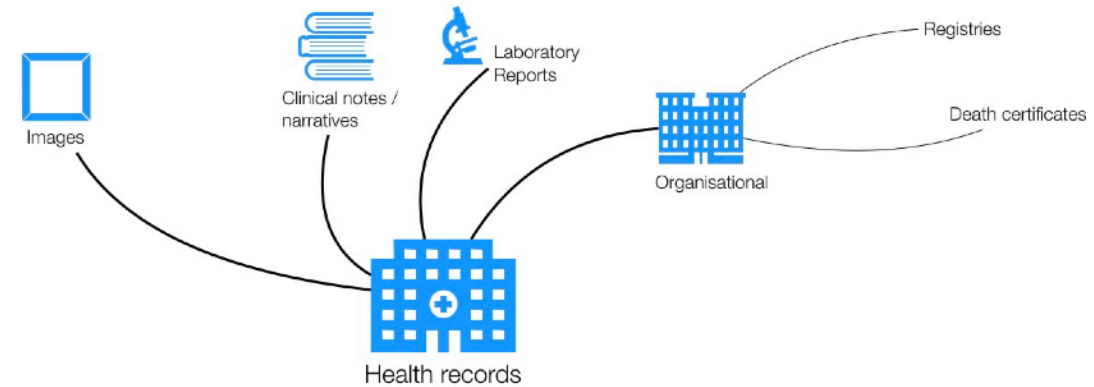 Images
Clinical notes /
narratives
Laboratory
Reports
Registries
Death certificates
Organisational
Health records